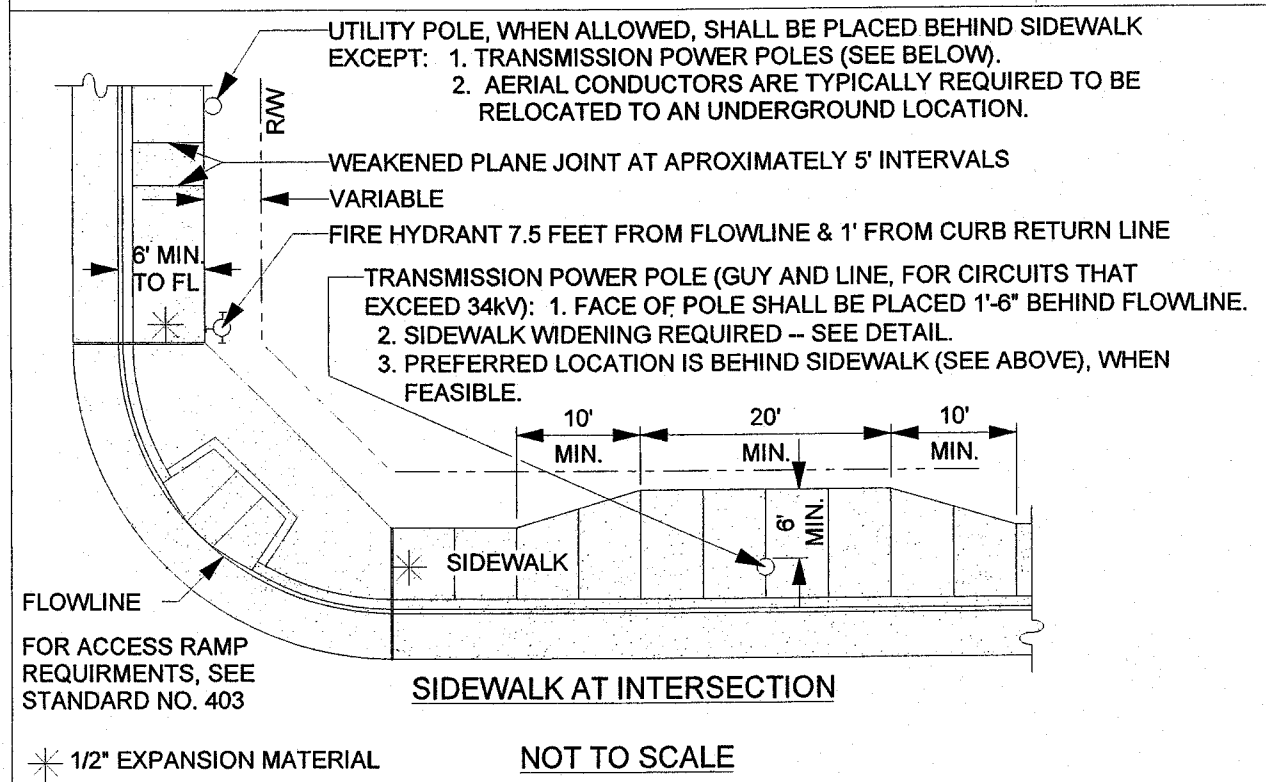 UTILITY POLE, WHEN ALLOWED, SHALL BE PLACED BEHIND SIDEWALK
EXCEPT: 1. TRANSMISSION POWER POLES (SEE BELOW).
2. AERIAL CONDUCTORS ARE TYPICALLY REQUIRED TO BE
RELOCATED TO AN UNDERGROUND LOCATION.
R/W
WEAKENED PLANE JOINT AT APROXIMATELY 5' INTERVALS
VARIABLE
FIRE HYDRANT 7.5 FEET FROM FLOWLINE & 1' FROM CURB RETURN LINE
6' MIN.
TO FL
TRANSMISSION POWER POLE (GUY AND LINE, FOR CIRCUITS THAT
EXCEED 34kV): 1. FACE OF POLE SHALL BE PLACED 1'-6" BEHIND FLOWLINE.
2. SIDEWALK WIDENING REQUIRED -- SEE DETAIL.
3. PREFERRED LOCATION IS BEHIND SIDEWALK (SEE ABOVE), WHEN
FEASIBLE.
10'
MIN.
20'
MIN.
10'
MIN.
6'
MIN.
SIDEWALK
FLOWLINE
FOR ACCESS RAMP
REQUIRMENTS, SEE
STANDARD NO. 403
SIDEWALK AT INTERSECTION
1/2" EXPANSION MATERIAL
NOT TO SCALE